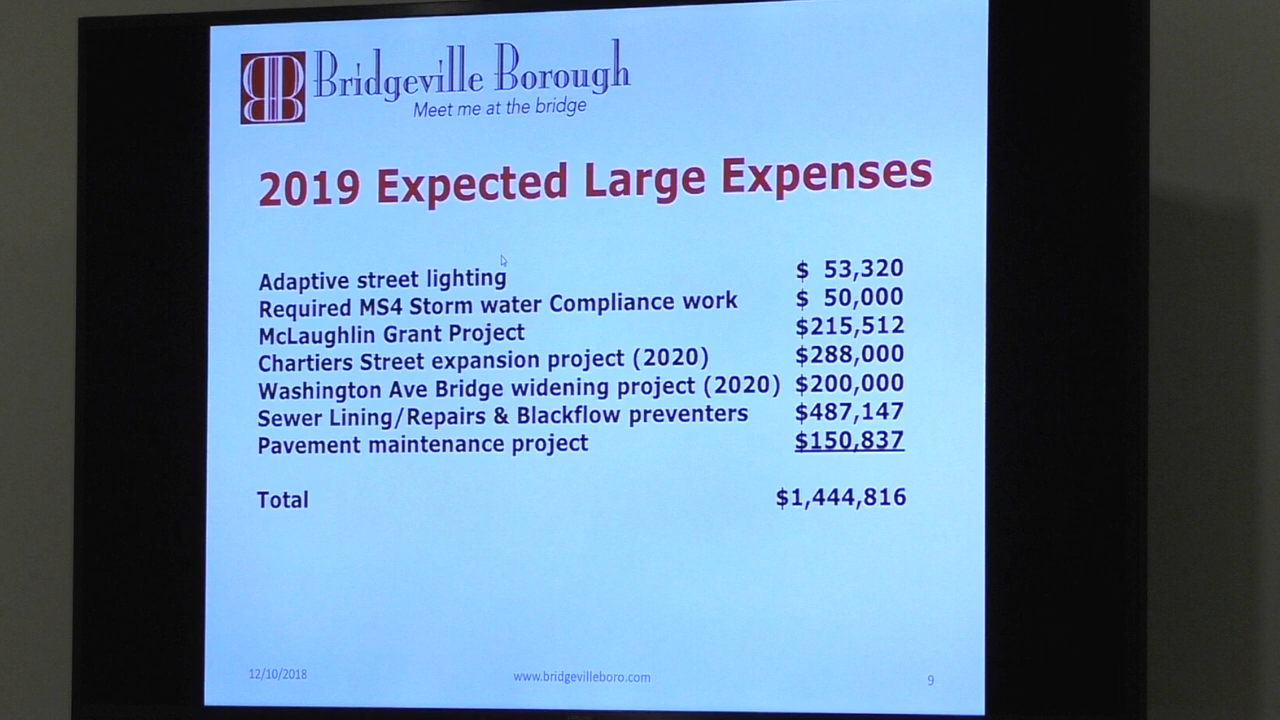 BB Bridgeville Borough
Meet me at the bridge
2019 Expected Large Expenses
Adaptive street lighting $ 53,320
Required MS4 Storm water Compliance work $ 50,000
McLaughlin Grant Project $215,512
Chartiers Street expansion project (2020) $288,000
Washington Ave Bridge widening project (2020) $200,000
Sewer Lining/Repairs & Blackflow preventers $487,147
Pavement maintenance project $150,837
Total $1,444,816
12/10/2018 www.bridgevilleboro.com 9